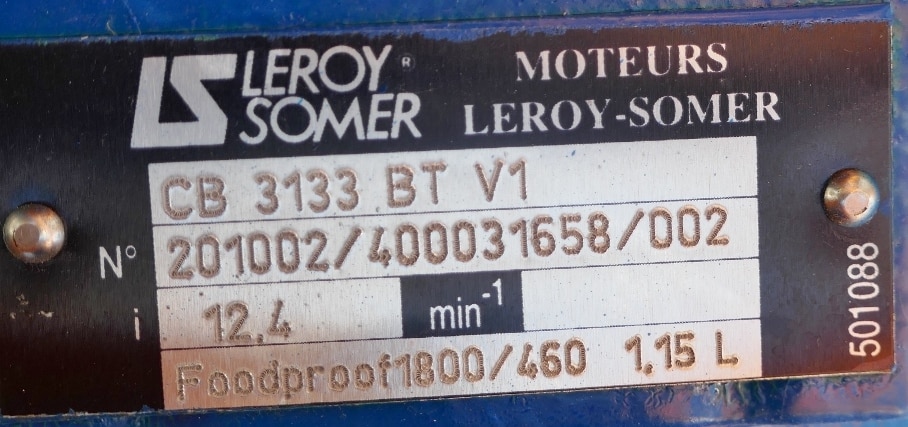 LEROY®
SOMER
MOTEURS
LEROY-SOMER
CB 3133 BT V1
N° 201002/400031658/002
i 12.4 min-1
Foodproof1800/460 1.15 L
501088